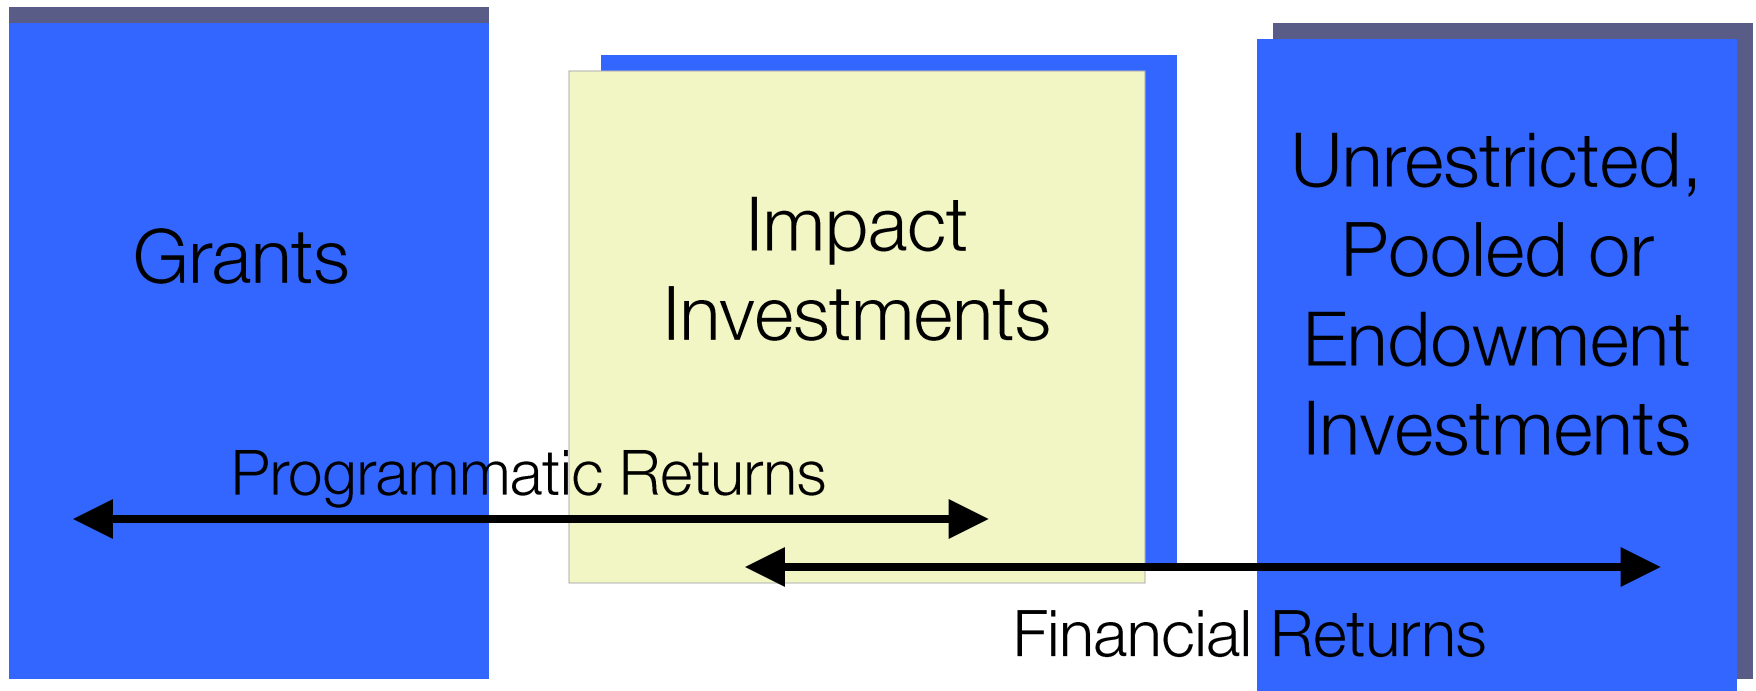 Grants
Impact
Investments
Unrestricted,
Pooled or
Endowment
Investments
Programmatic Returns
Financial Returns